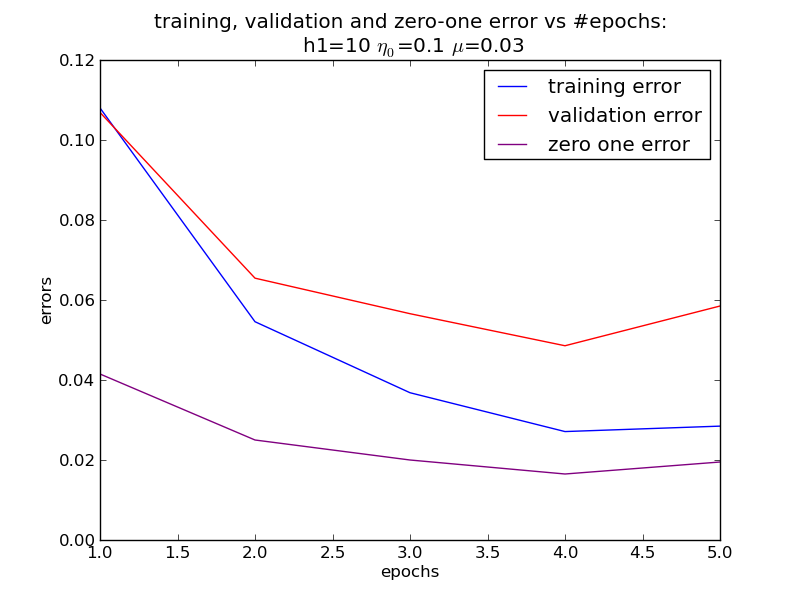 training, validation and zero-one error vs #epochs:
h1=10 η₀=0.1 μ=0.03
training error
validation error
zero one error
0.12
0.10
0.08
0.06
0.04
0.02
0.00
errors
1.0 1.5 2.0 2.5 3.0 3.5 4.0 4.5 5.0
epochs